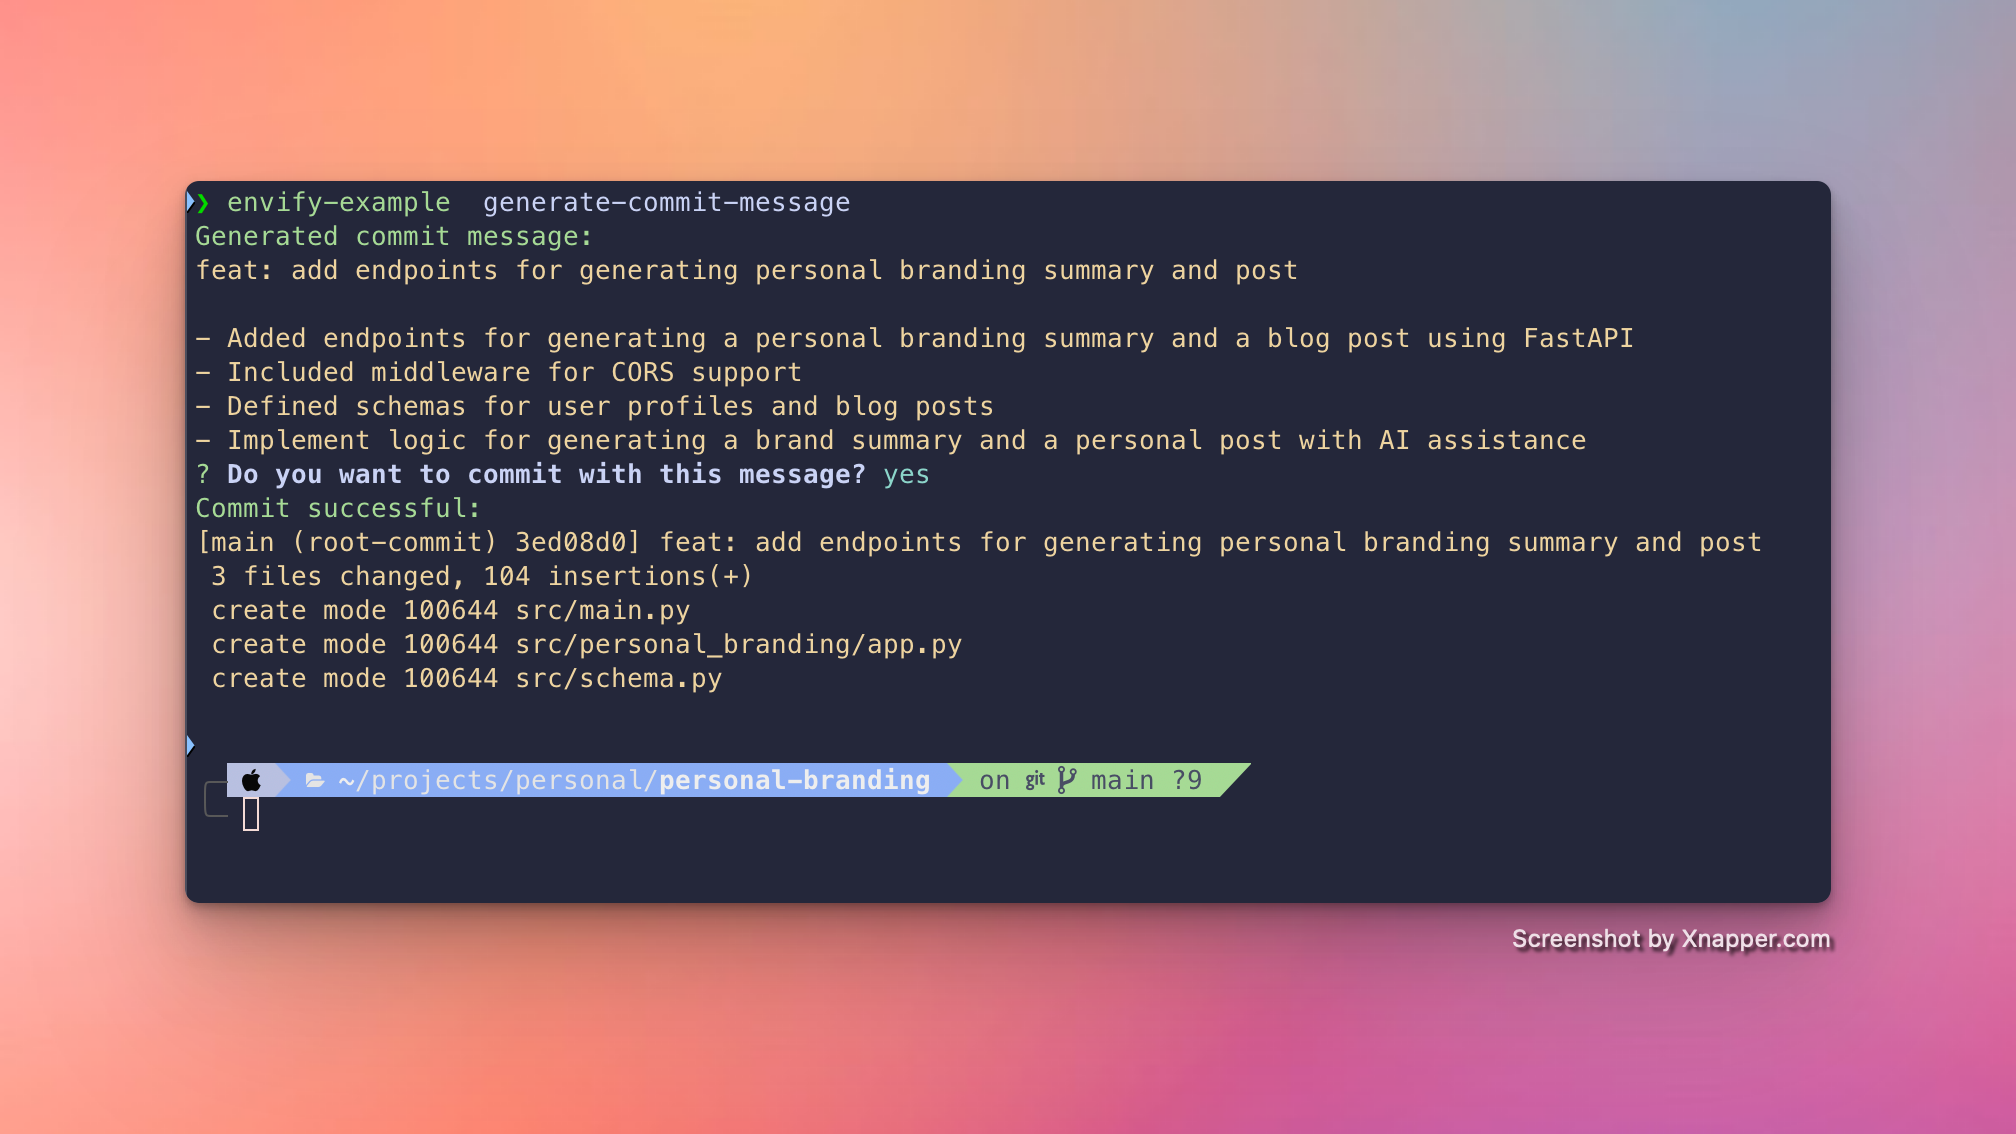 ❯ envify-example  generate-commit-message
Generated commit message:
feat: add endpoints for generating personal branding summary and post
- Added endpoints for generating a personal branding summary and a blog post using FastAPI
- Included middleware for CORS support
- Defined schemas for user profiles and blog posts
- Implement logic for generating a brand summary and a personal post with AI assistance
? Do you want to commit with this message? yes
Commit successful:
[main (root-commit) 3ed08d0] feat: add endpoints for generating personal branding summary and post
 3 files changed, 104 insertions(+)
 create mode 100644 src/main.py
 create mode 100644 src/personal_branding/app.py
 create mode 100644 src/schema.py
~/projects/personal/personal-branding on git main ?9
Screenshot by Xnapper.com